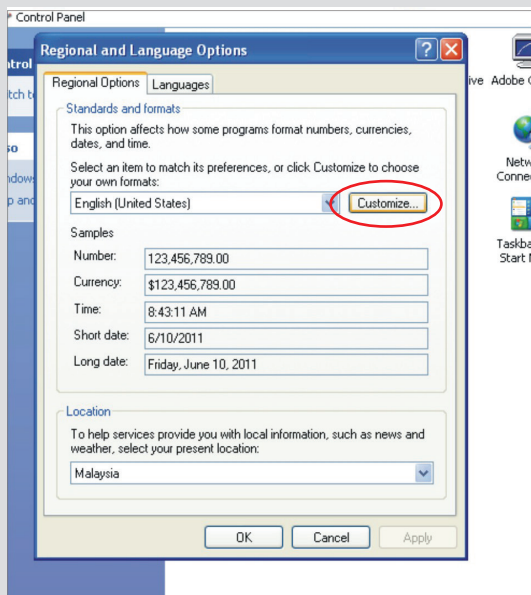 Control Panel
Regional and Language Options
Regional Options
Languages
Adobe
Standards and formats
This option affects how some programs format numbers, currencies,
dates, and time.
Select an item to match its preferences, or click Customize to choose
your own formats:
English (United States)
Customize...
Samples
Number:
123,456,789.00
Currency:
$123,456,789.00
Time:
8:43:11 AM
Short date:
6/10/2011
Long date:
Friday, June 10, 2011
Location
To help services provide you with local information, such as news and
weather, select your present location:
Malaysia
OK
Cancel
Apply